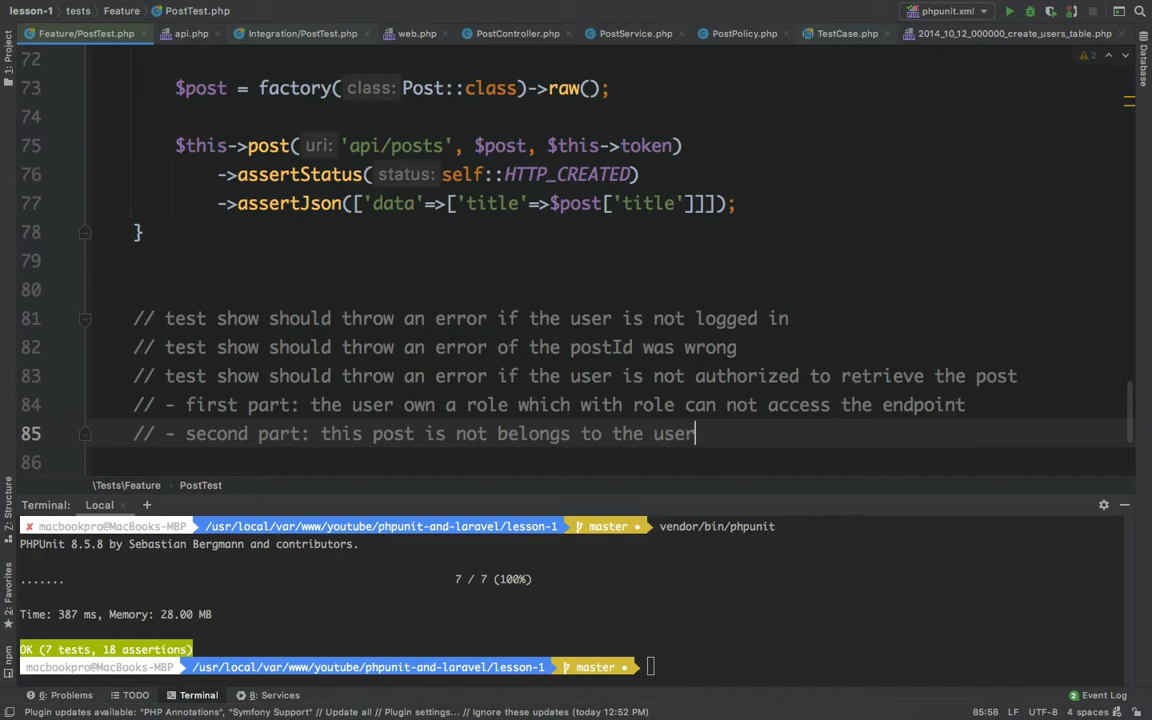 lesson-1 tests Feature PostTest.php phpunit.xml
Feature/PostTest.php api.php Integration/PostTest.php web.php PostController.php PostService.php PostPolicy.php TestCase.php 2014_10_12_000000_create_users_table.php
1: Project
Database
72
2
73 $post = factory( class: Post::class)->raw();
74
75 $this->post( uri: 'api/posts', $post, $this->token)
76 ->assertStatus( status: self::HTTP_CREATED)
77 ->assertJson(['data'=>['title'=>$post['title']]]);
78 }
79
80
81 // test show should throw an error if the user is not logged in
82 // test show should throw an error of the postId was wrong
83 // test show should throw an error if the user is not authorized to retrieve the post
84 // - first part: the user own a role which with role can not access the endpoint
85 // - second part: this post is not belongs to the user
86
\Tests\Feature PostTest
7: Structure
2: Favorites
npm
Terminal: Local × +
✘ macbookpro@MacBooks-MBP /usr/local/var/www/youtube/phpunit-and-laravel/lesson-1 master ● vendor/bin/phpunit
PHPUnit 8.5.8 by Sebastian Bergmann and contributors.
....... 7 / 7 (100%)
Time: 387 ms, Memory: 28.00 MB
OK (7 tests, 18 assertions)
macbookpro@MacBooks-MBP /usr/local/var/www/youtube/phpunit-and-laravel/lesson-1 master ●
6: Problems TODO Terminal 8: Services 2 Event Log
Plugin updates available: "PHP Annotations", "Symfony Support" // Update all // Plugin settings... // Ignore these updates (today 12:52 PM) 85:58 LF UTF-8 4 spaces